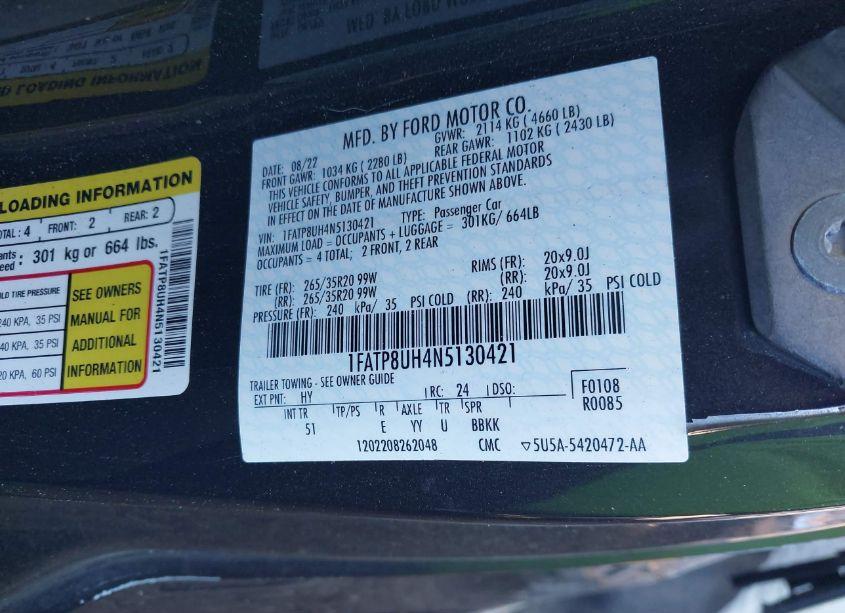 MFD. BY FORD MOTOR CO.
DATE: 08/22 GVWR: 2114 KG ( 4660 LB)
FRONT GAWR: 1034 KG ( 2280 LB) REAR GAWR: 1102 KG ( 2430 LB)
THIS VEHICLE CONFORMS TO ALL APPLICABLE FEDERAL MOTOR
VEHICLE SAFETY, BUMPER, AND THEFT PREVENTION STANDARDS
IN EFFECT ON THE DATE OF MANUFACTURE SHOWN ABOVE.
VIN: 1FATP8UH4N5130421 TYPE: Passenger Car
MAXIMUM LOAD = OCCUPANTS + LUGGAGE = 301KG/ 664LB
OCCUPANTS = 4 TOTAL; 2 FRONT, 2 REAR
TIRE (FR): 265/35R20 99W RIMS (FR): 20x9.0J
(RR): 265/35R20 99W (RR): 20x9.0J
PRESSURE (FR): 240 kPa/ 35 PSI COLD (RR): 240 kPa/ 35 PSI COLD
1FATP8UH4N5130421
TRAILER TOWING - SEE OWNER GUIDE
EXT PNT: HY RC: 24 DSO: F0108
R0085
INT TR TP/PS R AXLE TR SPR
51 E YY U BBKK
1202208262048 CMC ▽5U5A-5420472-AA
LOADING INFORMATION
TOTAL: 4 FRONT: 2 REAR: 2
301 kg or 664 lbs.
TIRE PRESSURE
240 KPA, 35 PSI
240 KPA, 35 PSI
KPA, 60 PSI
SEE OWNERS
MANUAL FOR
ADDITIONAL
INFORMATION
1FATP8UH4N5130421